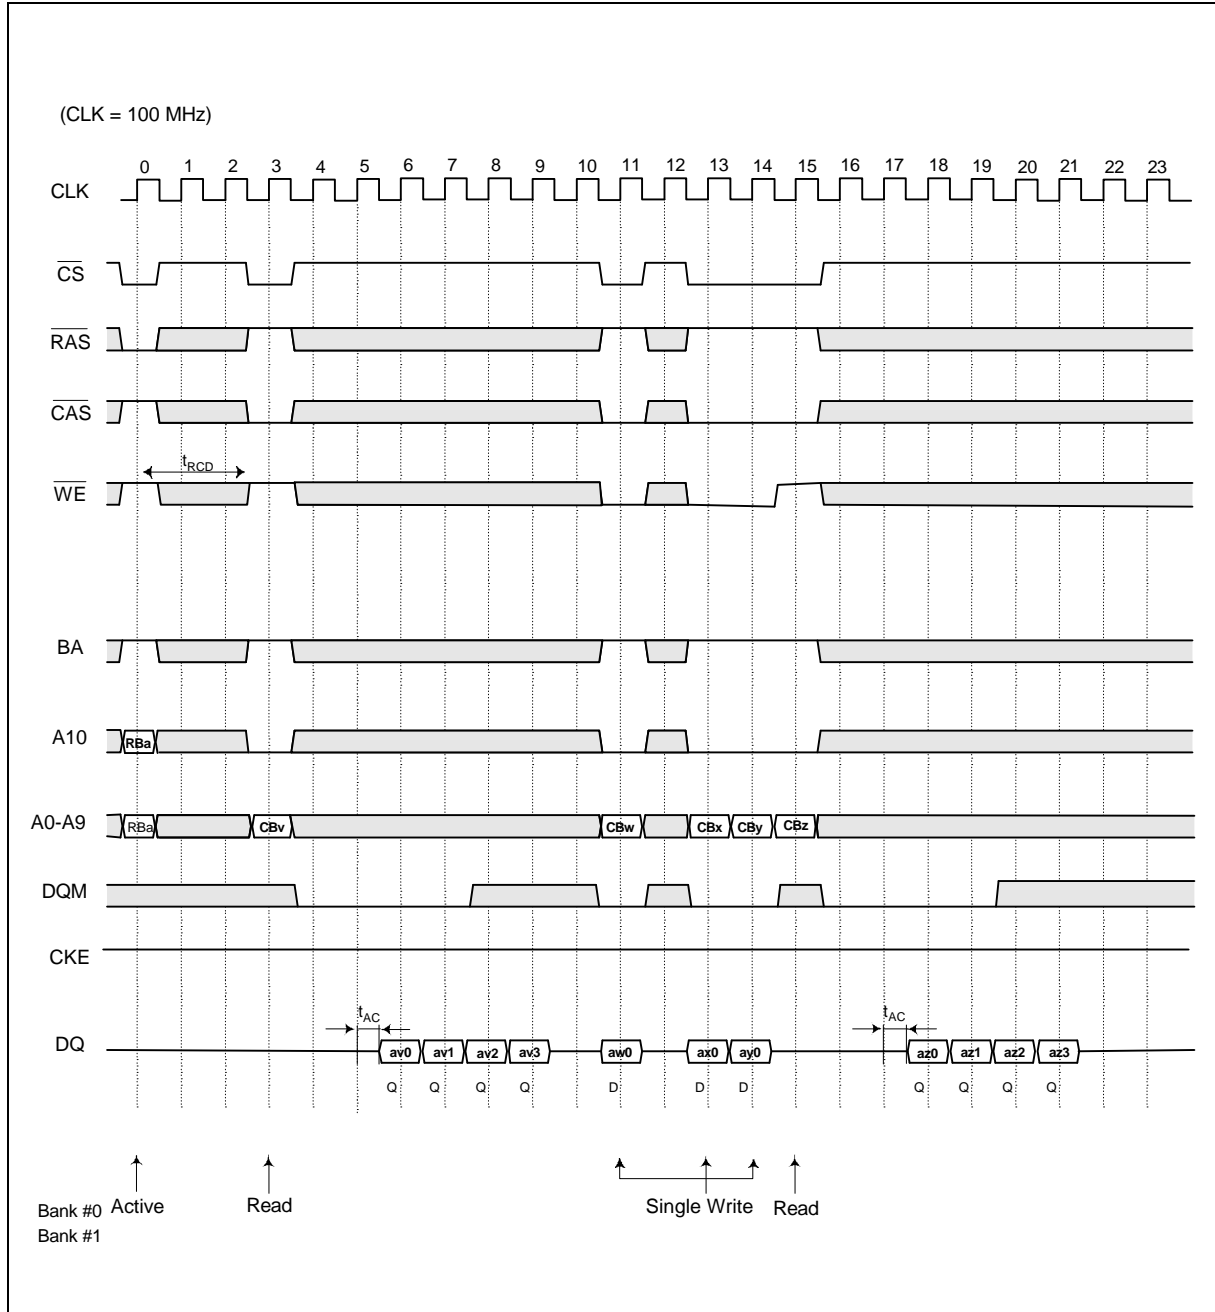 (CLK = 100 MHz)
0 1 2 3 4 5 6 7 8 9 10 11 12 13 14 15 16 17 18 19 20 21 22 23
CLK
CS
RAS
CAS
tRCD
WE
BA
A10 RBa
A0-A9 RBa CBv CBw CBx CBy CBz
DQM
CKE
tAC tAC
DQ av0 av1 av2 av3 aw0 ax0 ay0 az0 az1 az2 az3
Q Q Q Q D D D Q Q Q Q
Bank #0 Active Read Single Write Read
Bank #1